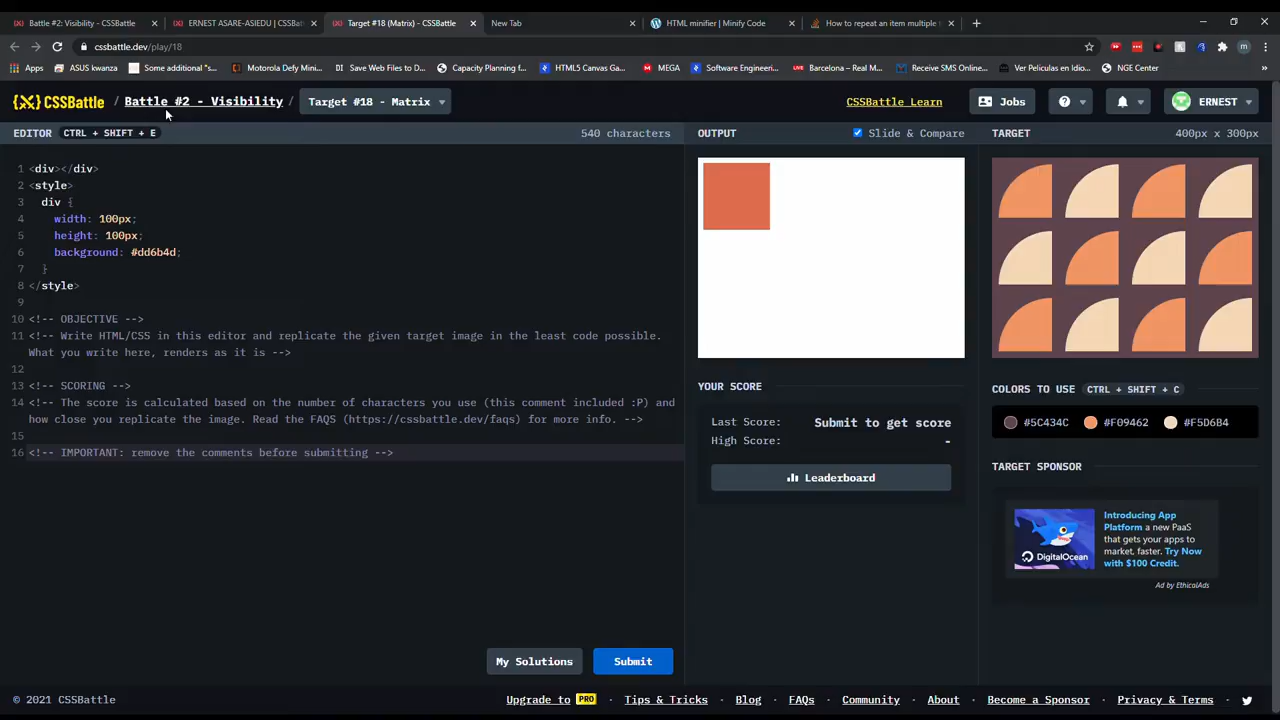 Battle #2: Visibility - CSSBattle
ERNEST ASARE-ASIEDU | CSSBat
Target #18 (Matrix) - CSSBattle
New Tab
HTML minifier | Minify Code
How to repeat an item multiple t
cssbattle.dev/play/18
Apps
ASUS kwanza
Some additional "s...
Motorola Defy Mini...
Save Web Files to D...
Capacity Planning f...
HTML5 Canvas Ga...
MEGA
Software Engineeri...
Barcelona – Real M...
Receive SMS Online...
Ver Peliculas en Idio...
NGE Center
{X} CSSBattle / Battle #2 - Visibility / Target #18 - Matrix
CSSBattle Learn
Jobs
ERNEST
EDITOR CTRL + SHIFT + E
540 characters
OUTPUT
Slide & Compare
TARGET
400px x 300px
1 <div></div>
2 <style>
3 div {
4 width: 100px;
5 height: 100px;
6 background: #dd6b4d;
7 }
8 </style>
9
10 <!-- OBJECTIVE -->
11 <!-- Write HTML/CSS in this editor and replicate the given target image in the least code possible.
What you write here, renders as it is -->
12
13 <!-- SCORING -->
14 <!-- The score is calculated based on the number of characters you use (this comment included :P) and
how close you replicate the image. Read the FAQS (https://cssbattle.dev/faqs) for more info. -->
15
16 <!-- IMPORTANT: remove the comments before submitting -->
YOUR SCORE
Last Score: Submit to get score
High Score: -
Leaderboard
COLORS TO USE CTRL + SHIFT + C
#5C434C #F09462 #F5D6B4
TARGET SPONSOR
DigitalOcean
Introducing App
Platform a new PaaS
that gets your apps to
market, faster. Try Now
with $100 Credit.
Ad by EthicalAds
My Solutions
Submit
© 2021 CSSBattle
Upgrade to PRO
Tips & Tricks
Blog
FAQs
Community
About
Become a Sponsor
Privacy & Terms